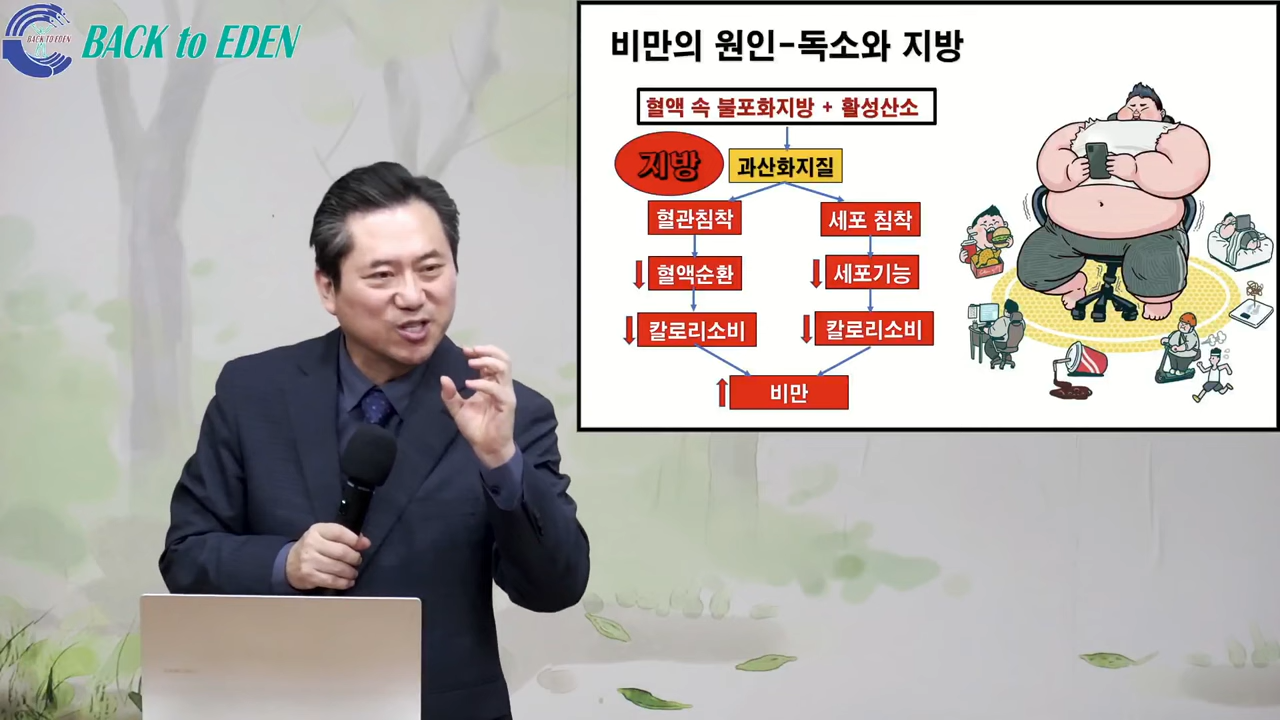 BACK TO EDEN
BACK to EDEN
비만의 원인-독소와 지방
혈액 속 불포화지방 + 활성산소
지방
과산화지질
혈관침착
세포 침착
혈액순환
세포기능
칼로리소비
칼로리소비
비만